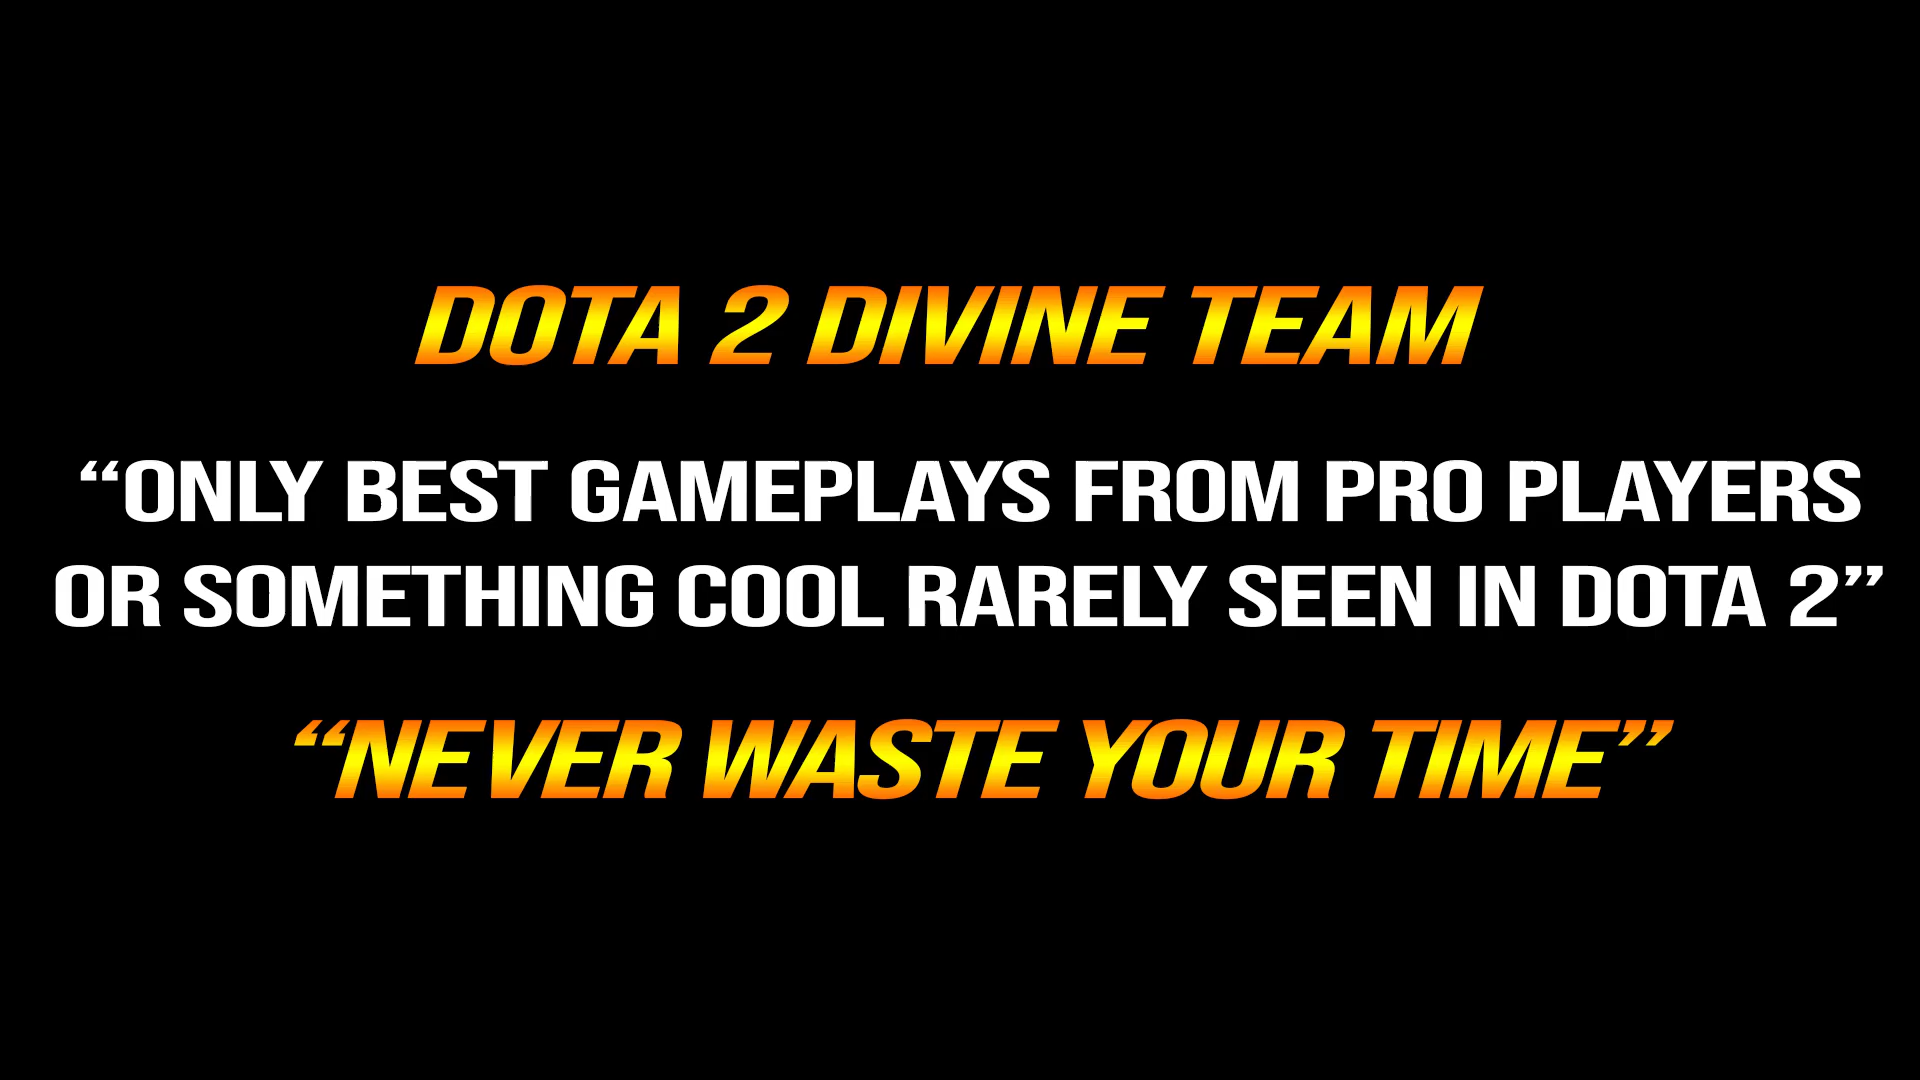 DOTA 2 DIVINE TEAM
“ONLY BEST GAMEPLAYS FROM PRO PLAYERS
OR SOMETHING COOL RARELY SEEN IN DOTA 2”
“NEVER WASTE YOUR TIME”